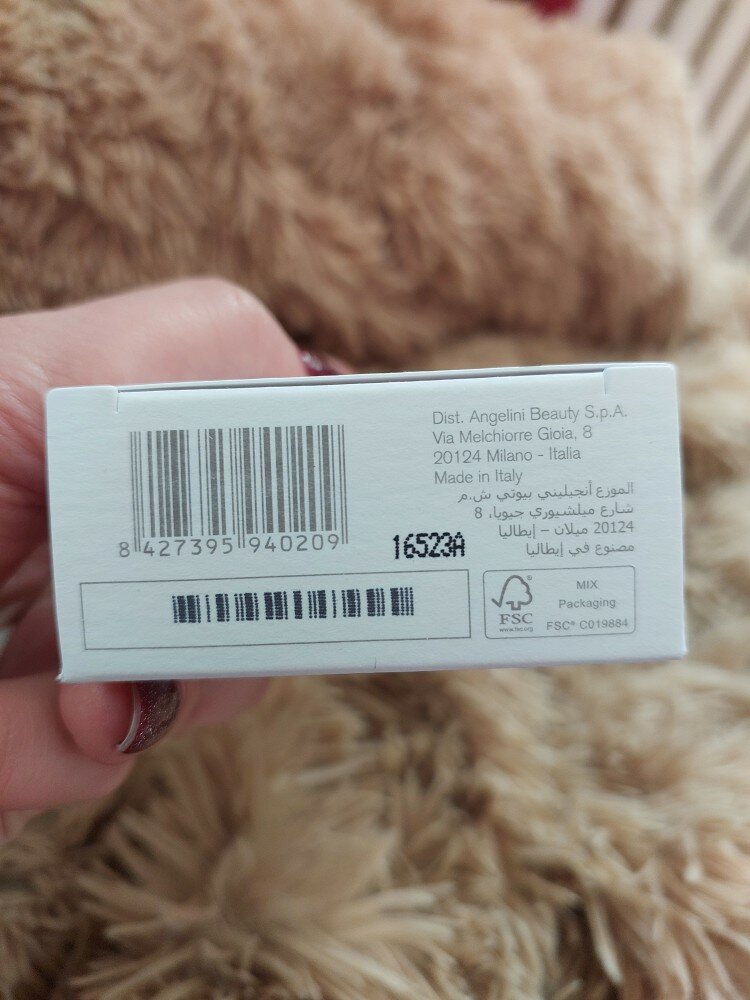 Dist. Angelini Beauty S.p.A.
Via Melchiorre Gioia, 8
20124 Milano - Italia
Made in Italy
الموزع أنجيليني بيوتي ش.م
شارع ميلشيوري جيويا، 8
20124 ميلان – إيطاليا
مصنوع في إيطاليا
8 427395 940209
16523A
FSC®
www.fsc.org
MIX
Packaging
FSC® C019884